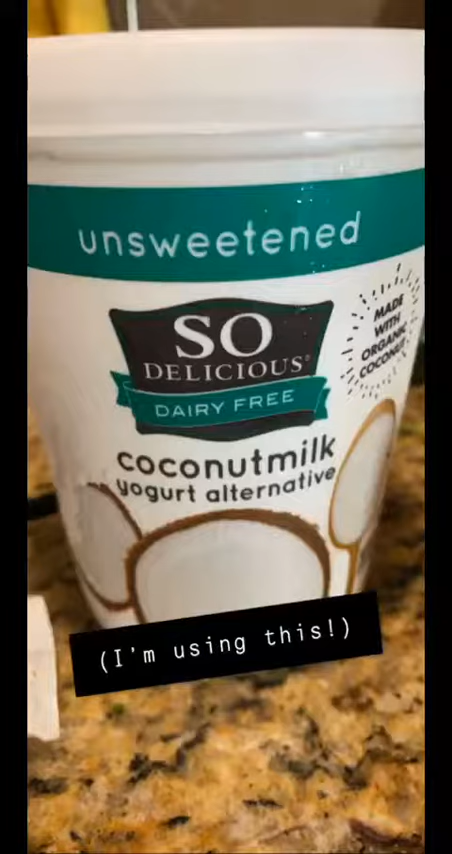 unsweetened
SO
DELICIOUS®
DAIRY FREE
MADE
WITH
ORGANIC
COCONUT
coconutmilk
yogurt alternative
(I'm using this!)